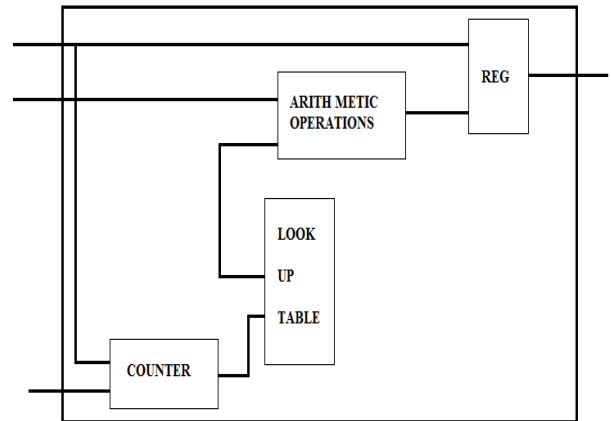 REG
ARITH METIC
OPERATIONS
LOOK
UP
TABLE
COUNTER